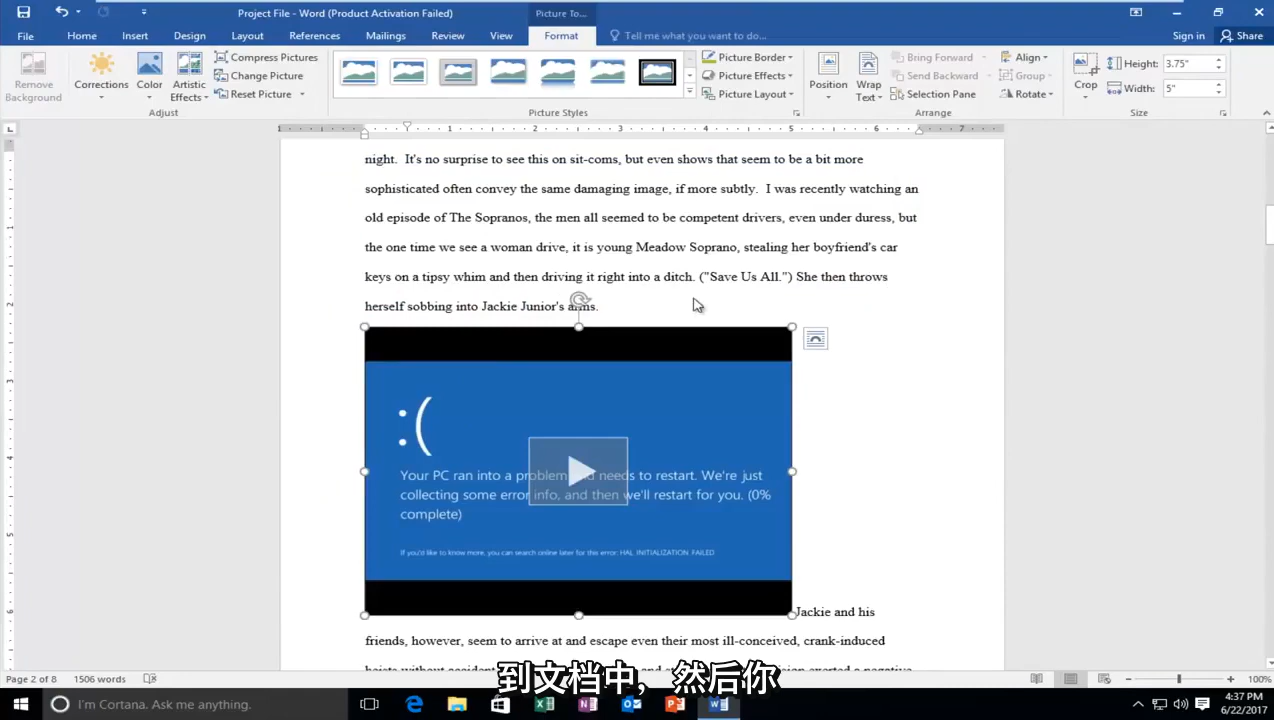 Project File - Word (Product Activation Failed)
Picture To...
File
Home
Insert
Design
Layout
References
Mailings
Review
View
Format
Tell me what you want to do...
Sign in
Share
Remove Background
Corrections
Color
Artistic Effects
Compress Pictures
Change Picture
Reset Picture
Adjust
Picture Styles
Picture Border
Picture Effects
Picture Layout
Position
Wrap Text
Bring Forward
Send Backward
Selection Pane
Align
Group
Rotate
Arrange
Crop
Height: 3.75"
Width: 5"
Size
1 1 2 3 4 5 6 7
night. It's no surprise to see this on sit-coms, but even shows that seem to be a bit more
sophisticated often convey the same damaging image, if more subtly. I was recently watching an
old episode of The Sopranos, the men all seemed to be competent drivers, even under duress, but
the one time we see a woman drive, it is young Meadow Soprano, stealing her boyfriend's car
keys on a tipsy whim and then driving it right into a ditch. ("Save Us All.") She then throws
herself sobbing into Jackie Junior's arms.
:(
Your PC ran into a problem and needs to restart. We're just
collecting some error info, and then we'll restart for you. (0%
complete)
If you'd like to know more, you can search online later for this error: HAL INITIALIZATION FAILED
Jackie and his
friends, however, seem to arrive at and escape even their most ill-conceived, crank-induced
heists without accident
到文档中，然后你
Page 2 of 8
1506 words
100%
I'm Cortana. Ask me anything.
4:37 PM
6/22/2017